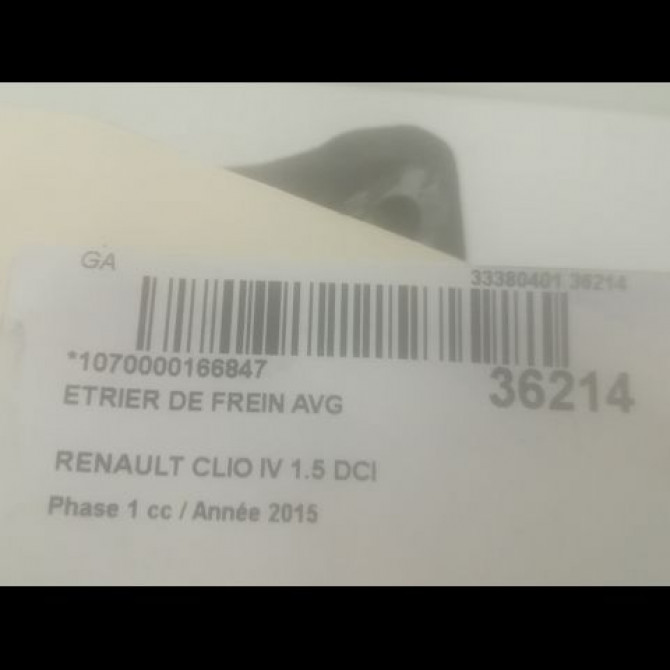 GA
33380401 36214
*1070000166847
36214
ETRIER DE FREIN AVG
RENAULT CLIO IV 1.5 DCI
Phase 1 cc / Année 2015